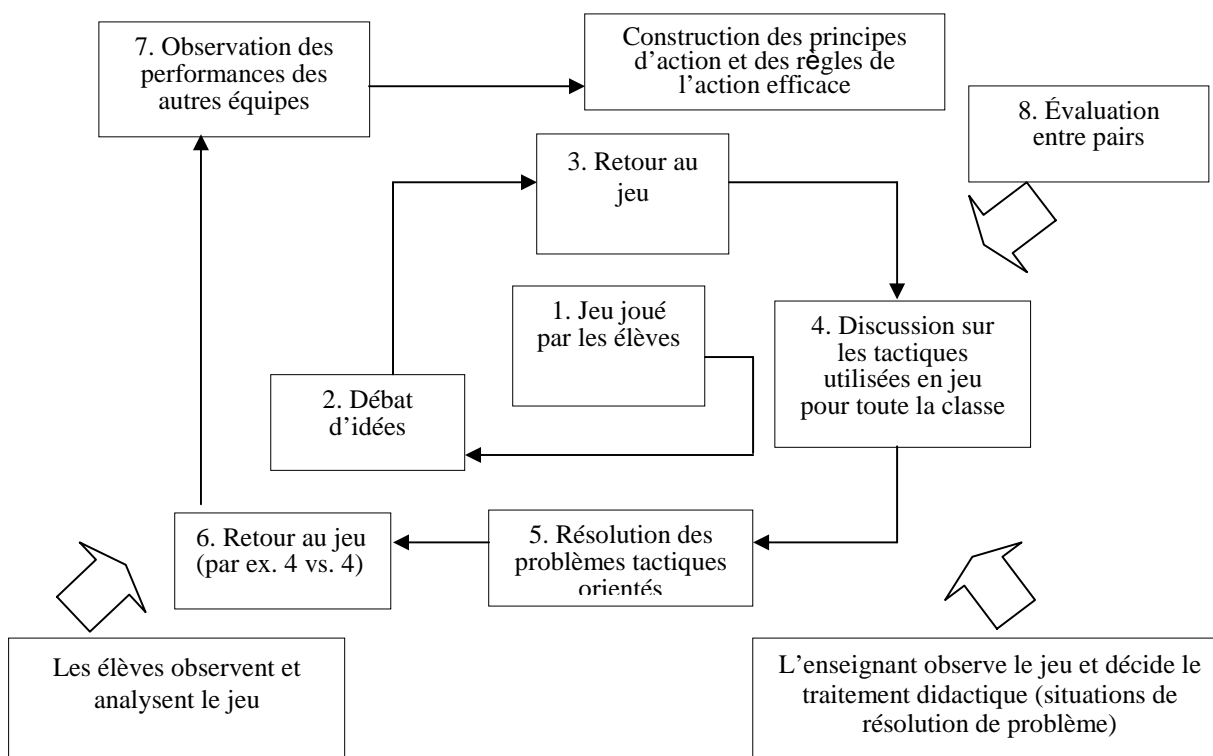 7. Observation des
performances des
autres équipes
Construction des principes
d’action et des règles de
l’action efficace
8. Évaluation
entre pairs
3. Retour au
jeu
1. Jeu joué
par les élèves
4. Discussion sur
les tactiques
utilisées en jeu
pour toute la classe
2. Débat
d’idées
6. Retour au jeu
(par ex. 4 vs. 4)
5. Résolution des
problèmes tactiques
orientés
Les élèves observent et
analysent le jeu
L’enseignant observe le jeu et décide le
traitement didactique (situations de
résolution de problème)